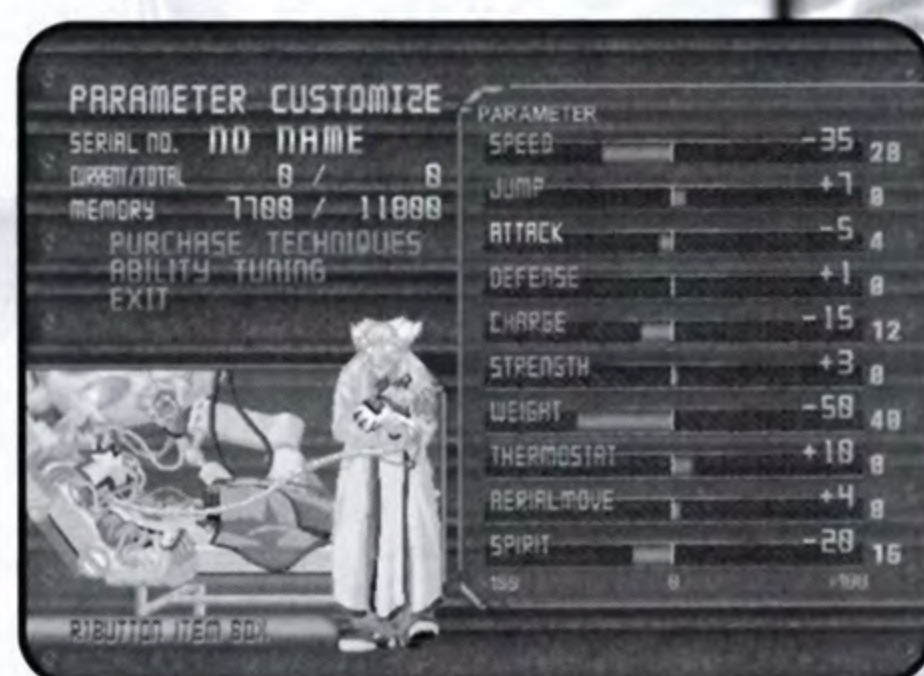 PARAMETER CUSTOMIZE
SERIAL NO. NO NAME
CURRENT/TOTAL 0 / 0
MEMORY 7700 / 11000
PURCHASE TECHNIQUES
ABILITY TUNING
EXIT
R1BUTTON ITEM BOX
PARAMETER
SPEED -35 28
JUMP +7 0
ATTACK -5 4
DEFENSE +1 0
CHARGE -15 12
STRENGTH +3 0
WEIGHT -50 40
THERMOSTAT +10 0
AERIALMOVE +4 0
SPIRIT -20 16
0 +100